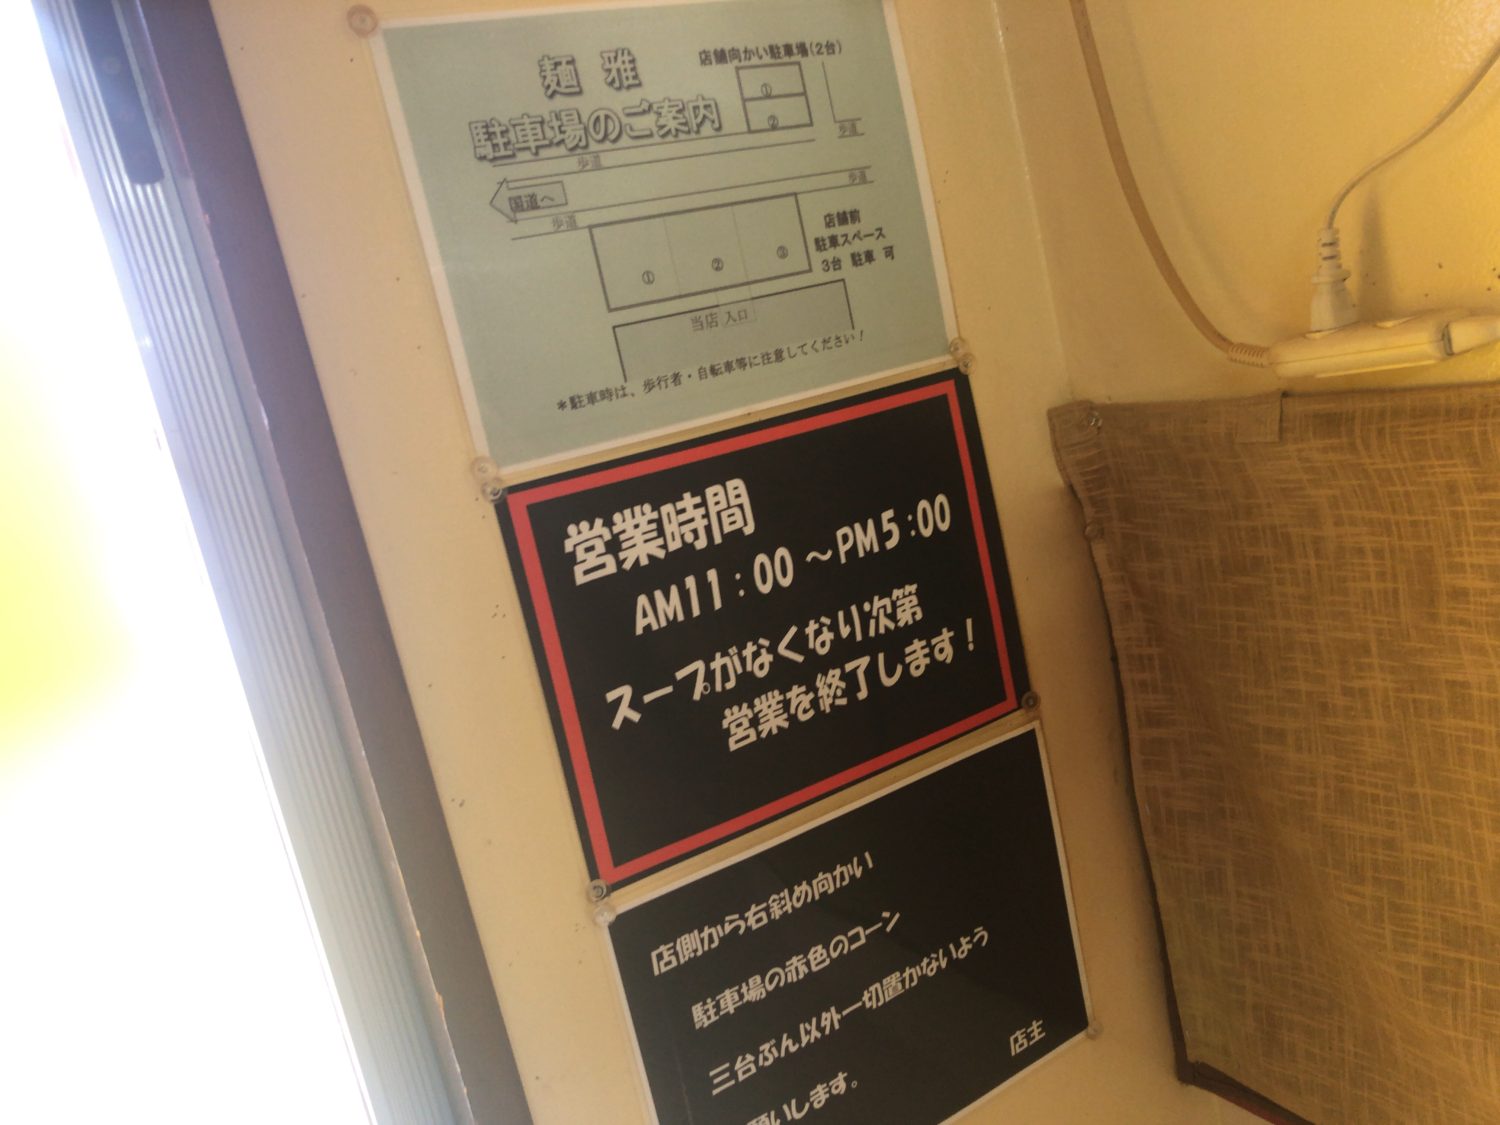 麺 雅
駐車場のご案内
店舗向かい駐車場(2台)
①
②
歩道
歩道
歩道
国道へ
歩道
①
②
③
店舗前
駐車スペース
3台 駐車 可
当店 入口
*駐車時は、歩行者・自転車等に注意してください!
営業時間
AM11:00 ～PM5:00
スープがなくなり次第
営業を終了します!
店側から右斜め向かい
駐車場の赤色のコーン
三台ぶん以外一切置かないよう
願いします。
店主